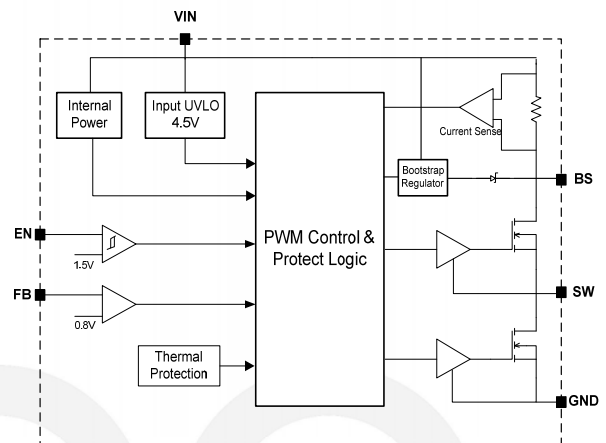 VIN
Internal
Power
Input UVLO
4.5V
Current Sense
Bootstrap
Regulator
BS
EN
1.5V
PWM Control &
Protect Logic
FB
0.8V
SW
Thermal
Protection
GND